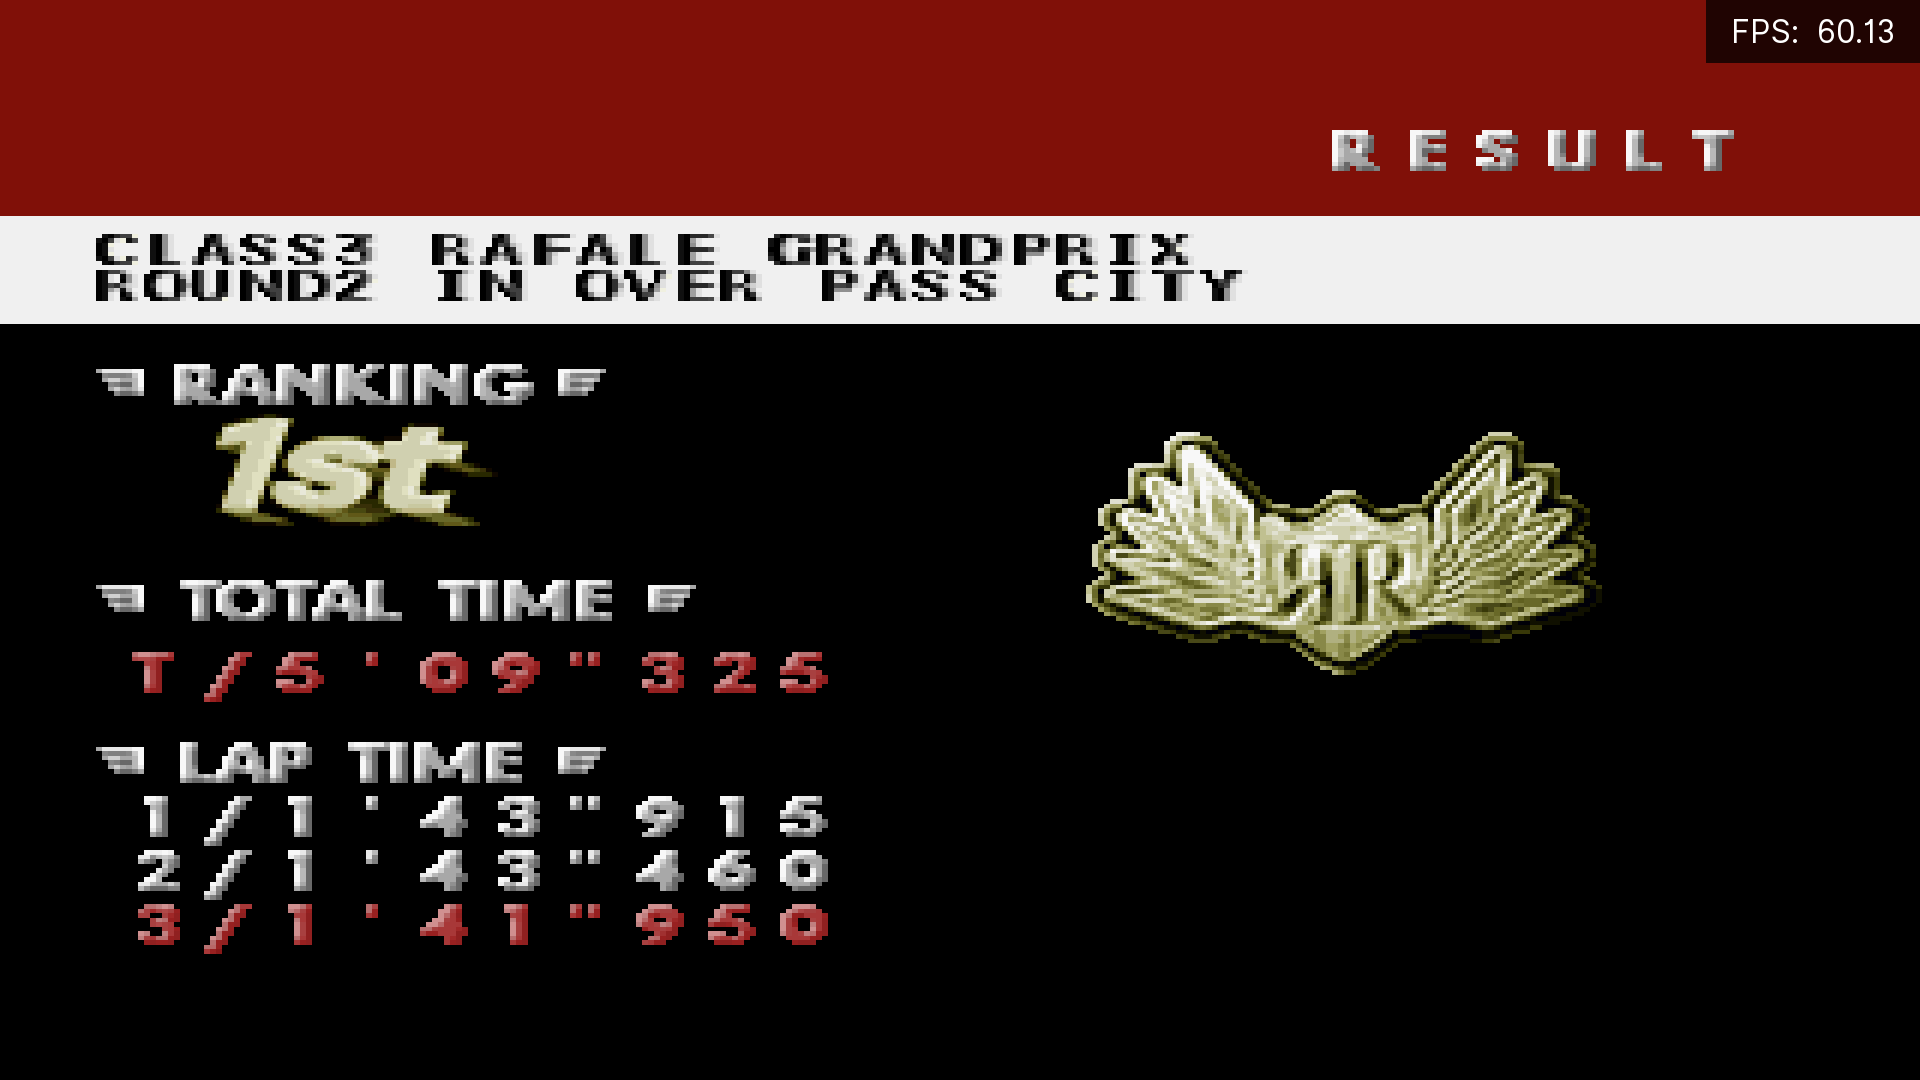 FPS: 60.13
RESULT
CLASS3 RAFALE GRANDPRIX
ROUND2 IN OVER PASS CITY
RANKING
1st
TOTAL TIME
T/5'09"325
LAP TIME
1/1'43"915
2/1'43"460
3/1'41"950